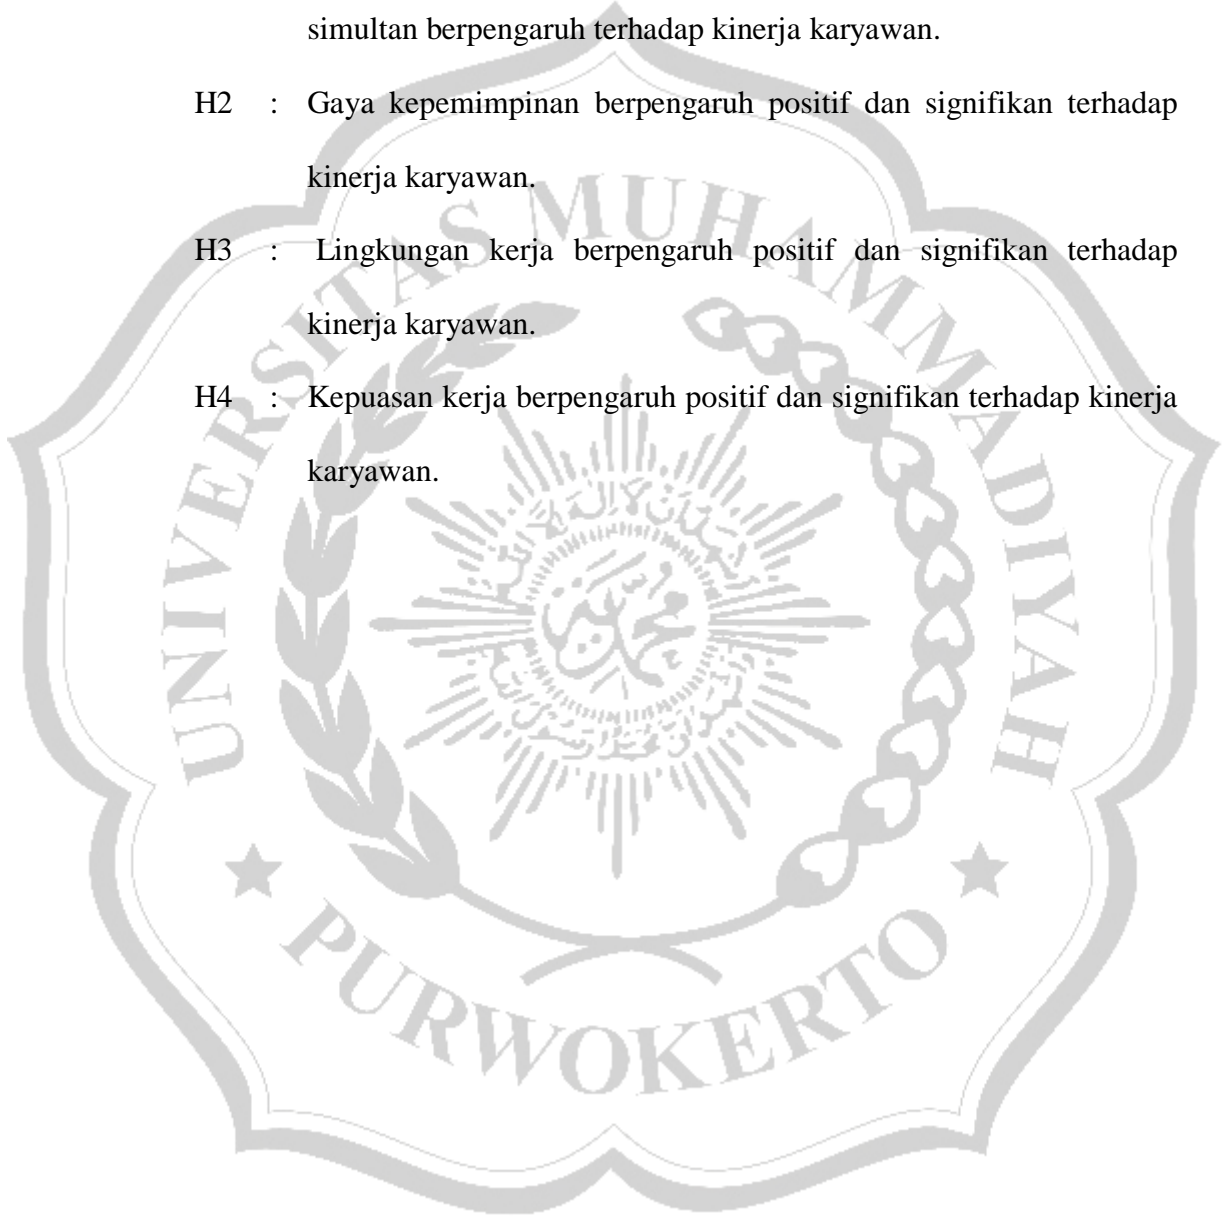 simultan berpengaruh terhadap kinerja karyawan.
H2 : Gaya kepemimpinan berpengaruh positif dan signifikan terhadap
kinerja karyawan.
H3 : Lingkungan kerja berpengaruh positif dan signifikan terhadap
kinerja karyawan.
H4 : Kepuasan kerja berpengaruh positif dan signifikan terhadap kinerja
karyawan.
UNIVERSITAS MUHAMMADIYAH
PURWOKERTO